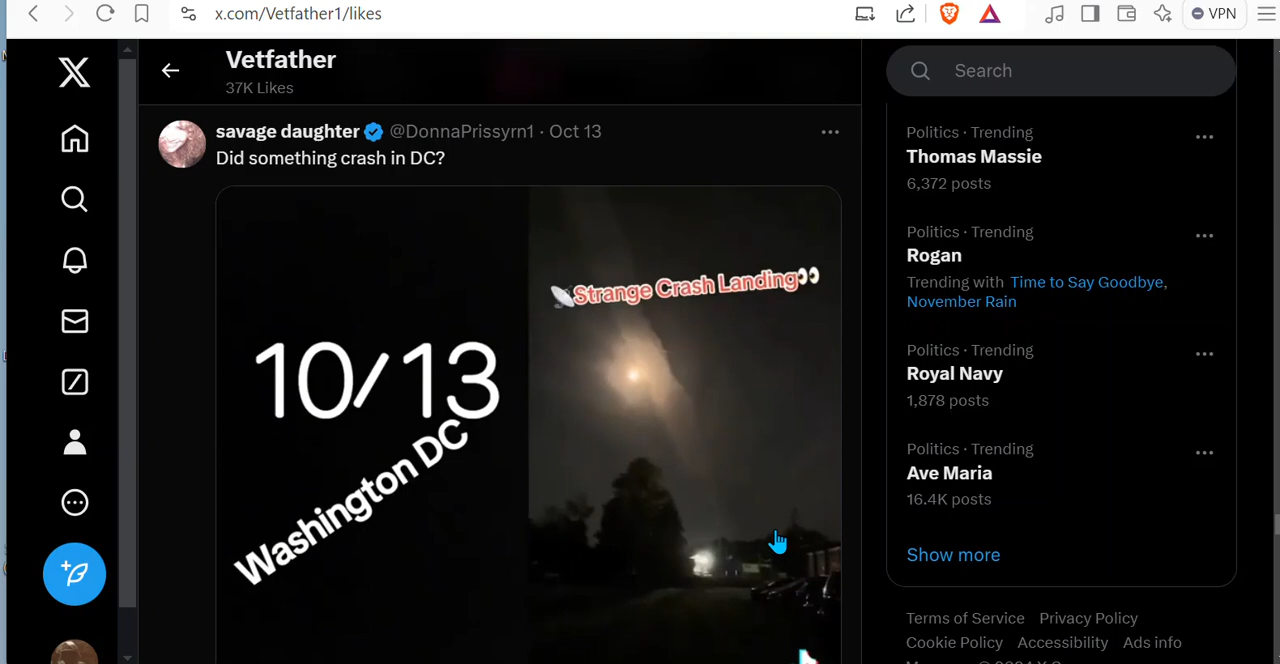 x.com/Vetfather1/likes
VPN
Vetfather
37K Likes
Search
savage daughter @DonnaPrissyrn1 · Oct 13
Did something crash in DC?
10/13
Washington DC
Strange Crash Landing
Politics · Trending
Thomas Massie
6,372 posts
Politics · Trending
Rogan
Trending with Time to Say Goodbye,
November Rain
Politics · Trending
Royal Navy
1,878 posts
Politics · Trending
Ave Maria
16.4K posts
Show more
Terms of Service Privacy Policy
Cookie Policy Accessibility Ads info